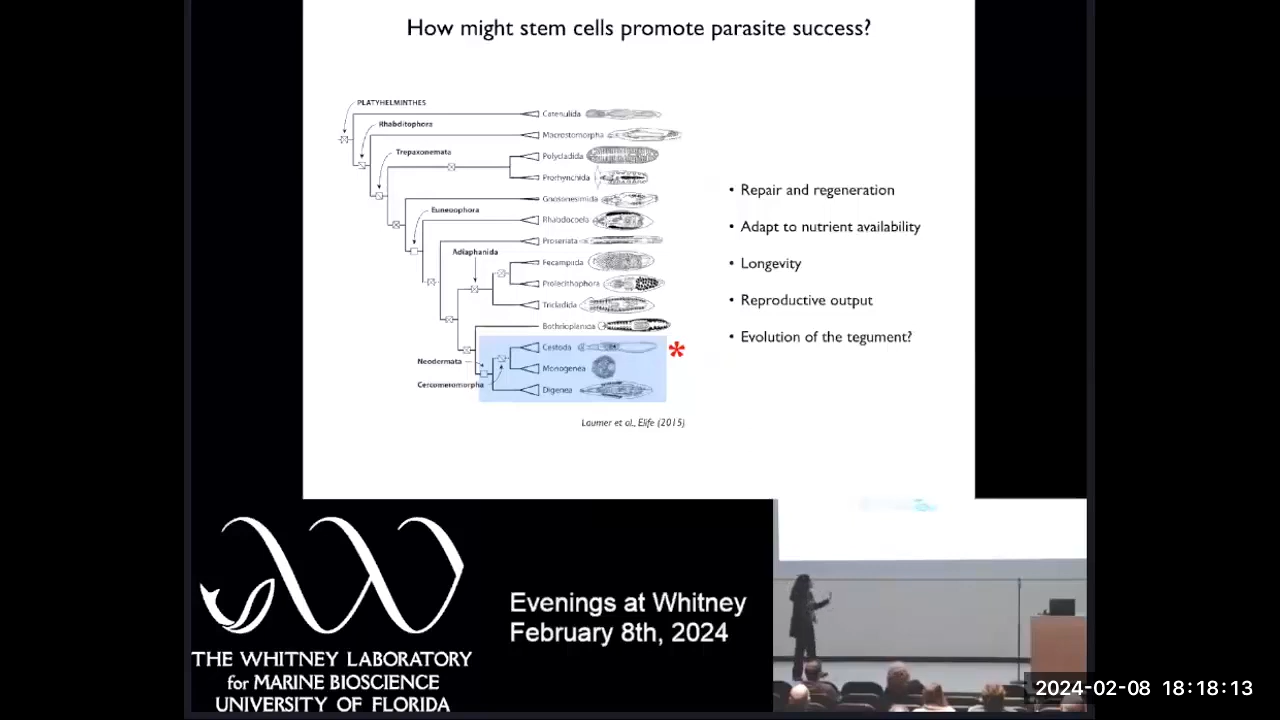 How might stem cells promote parasite success?
PLATYHELMINTHES
Rhabditophora
Trepaxonemata
Euneoophora
Adiaphanida
Neodermata
Cercomeromorpha
Catenulida
Macrostomorpha
Polycladida
Prorhynchida
Gnosonesimida
Rhabdocoela
Proseriata
Fecampiida
Prolecithophora
Tricladida
Bothrioplanida
Cestoda
Monogenea
Digenea
*
Laumer et al., Elife (2015)
• Repair and regeneration
• Adapt to nutrient availability
• Longevity
• Reproductive output
• Evolution of the tegument?
THE WHITNEY LABORATORY
for MARINE BIOSCIENCE
UNIVERSITY OF FLORIDA
Evenings at Whitney
February 8th, 2024
2024-02-08 18:18:13